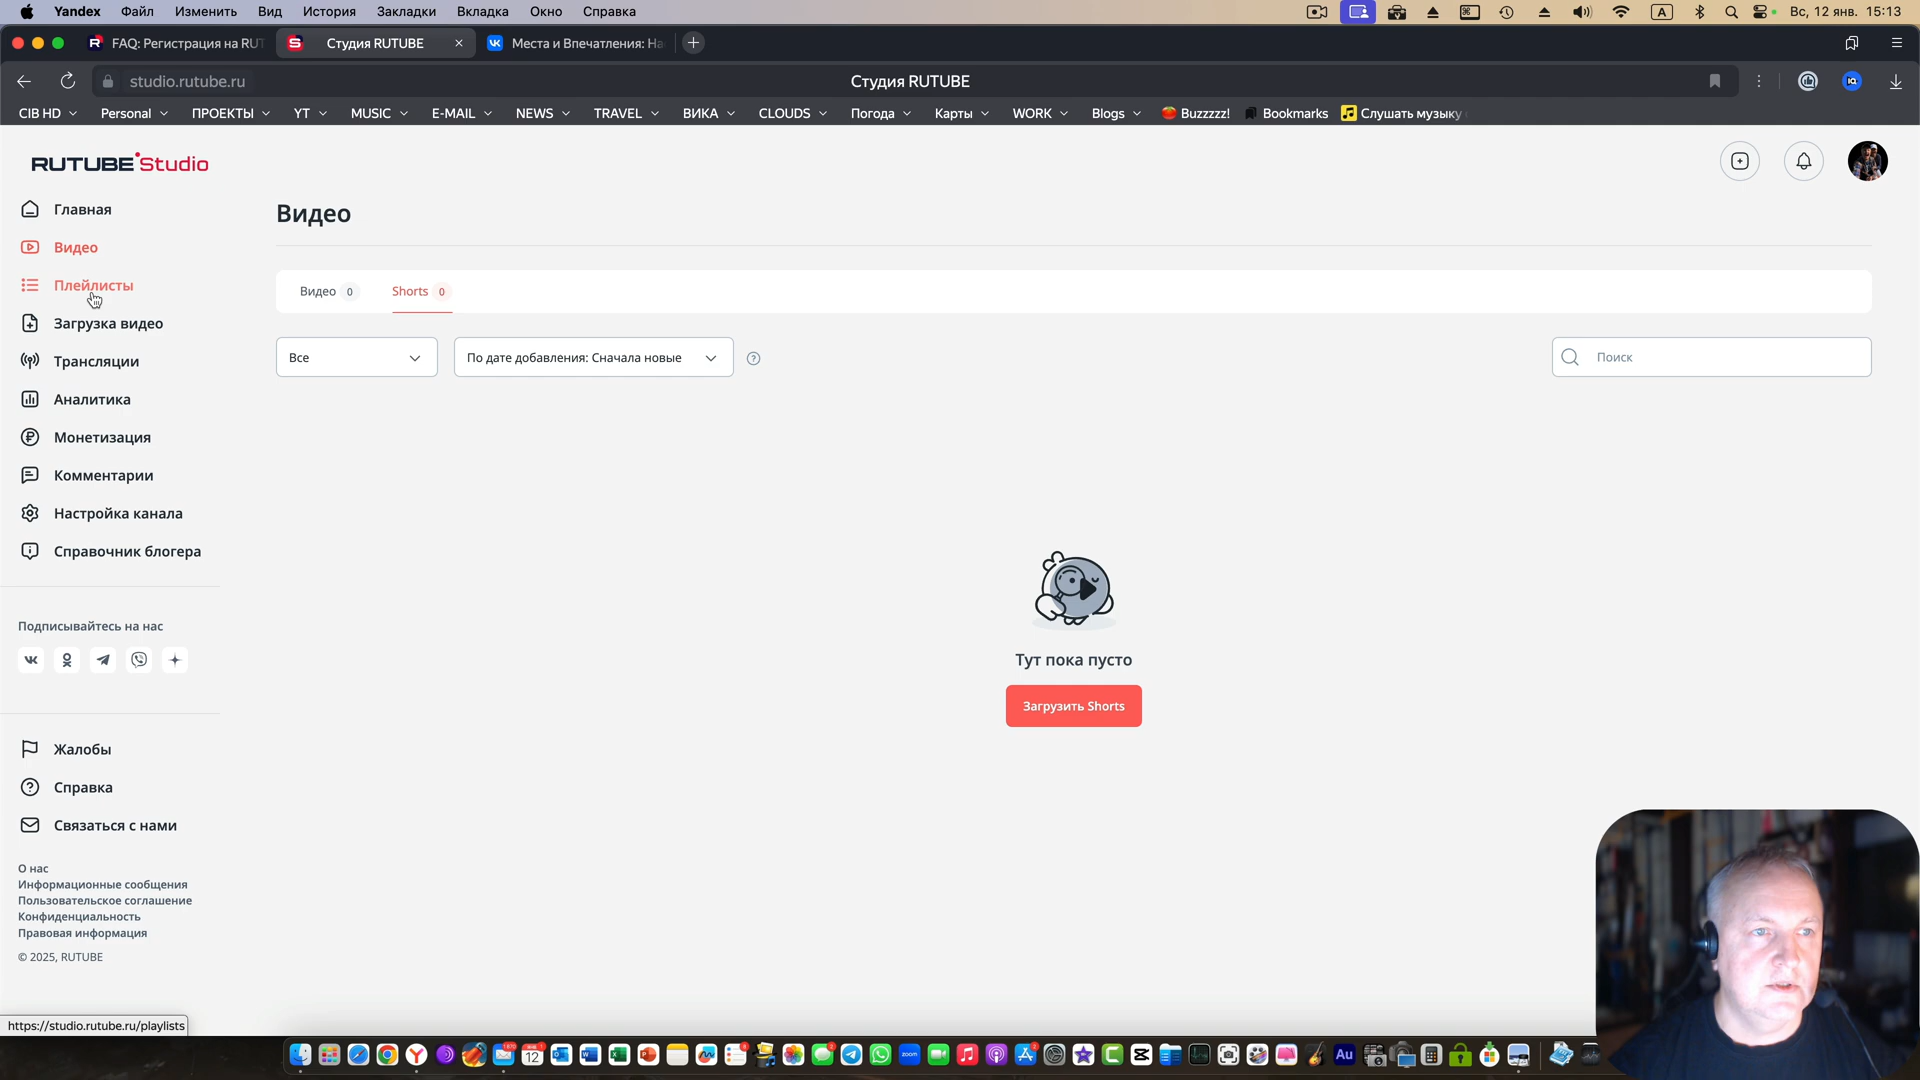 Yandex Файл Изменить Вид История Закладки Вкладка Окно Справка
A Вс, 12 янв. 15:13
FAQ: Регистрация на RUT
Студия RUTUBE
Места и Впечатления: На
studio.rutube.ru
Студия RUTUBE
CIB HD Personal ПРОЕКТЫ YT MUSIC E-MAIL NEWS TRAVEL ВИКА CLOUDS Погода Карты WORK Blogs Buzzzzz! Bookmarks Слушать музыку
RUTUBE Studio
Главная
Видео
Плейлисты
Загрузка видео
Трансляции
Аналитика
Монетизация
Комментарии
Настройка канала
Справочник блогера
Подписывайтесь на нас
Жалобы
Справка
Связаться с нами
О нас
Информационные сообщения
Пользовательское соглашение
Конфиденциальность
Правовая информация
© 2025, RUTUBE
https://studio.rutube.ru/playlists
Видео
Видео 0 Shorts 0
Все
По дате добавления: Сначала новые
?
Поиск
Тут пока пусто
Загрузить Shorts
12
zoom
Au